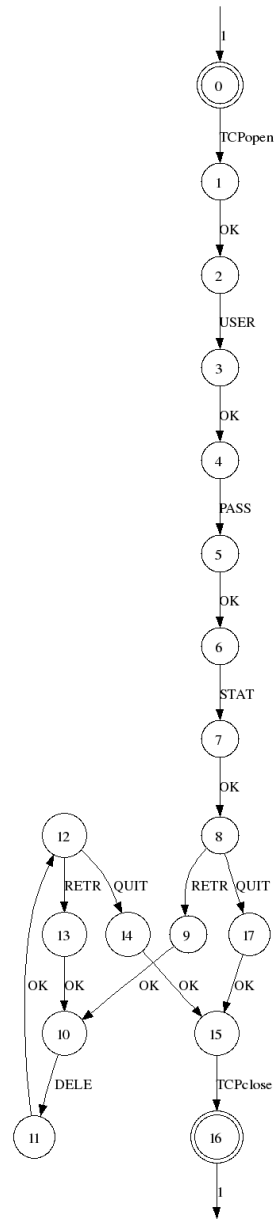 1
0
TCPopen
1
OK
2
USER
3
OK
4
PASS
5
OK
6
STAT
7
OK
12 8
RETR QUIT RETR QUIT
13 14 9 17
OK OK OK OK OK
10 15
DELE TCPclose
11 16
1